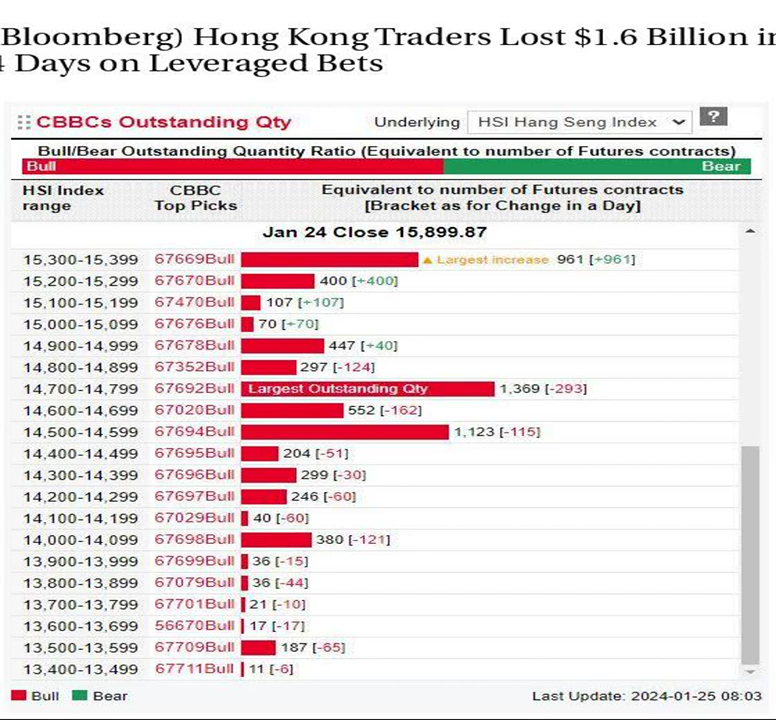 (Bloomberg) Hong Kong Traders Lost $1.6 Billion in
4 Days on Leveraged Bets
CBBCs Outstanding Qty Underlying HSI Hang Seng Index ?
Bull/Bear Outstanding Quantity Ratio (Equivalent to number of Futures contracts)
Bull Bear
HSI Index range CBBC Top Picks Equivalent to number of Futures contracts [Bracket as for Change in a Day]
Jan 24 Close 15,899.87
15,300-15,399 67669Bull ▲ Largest increase 961 [+961]
15,200-15,299 67670Bull 400 [+400]
15,100-15,199 67470Bull 107 [+107]
15,000-15,099 67676Bull 70 [+70]
14,900-14,999 67678Bull 447 [+40]
14,800-14,899 67352Bull 297 [-124]
14,700-14,799 67692Bull Largest Outstanding Qty 1,369 [-293]
14,600-14,699 67020Bull 552 [-162]
14,500-14,599 67694Bull 1,123 [-115]
14,400-14,499 67695Bull 204 [-51]
14,300-14,399 67696Bull 299 [-30]
14,200-14,299 67697Bull 246 [-60]
14,100-14,199 67029Bull 40 [-60]
14,000-14,099 67698Bull 380 [-121]
13,900-13,999 67699Bull 36 [-15]
13,800-13,899 67079Bull 36 [-44]
13,700-13,799 67701Bull 21 [-10]
13,600-13,699 56670Bull 17 [-17]
13,500-13,599 67709Bull 187 [-65]
13,400-13,499 67711Bull 11 [-6]
Bull Bear Last Update: 2024-01-25 08:03